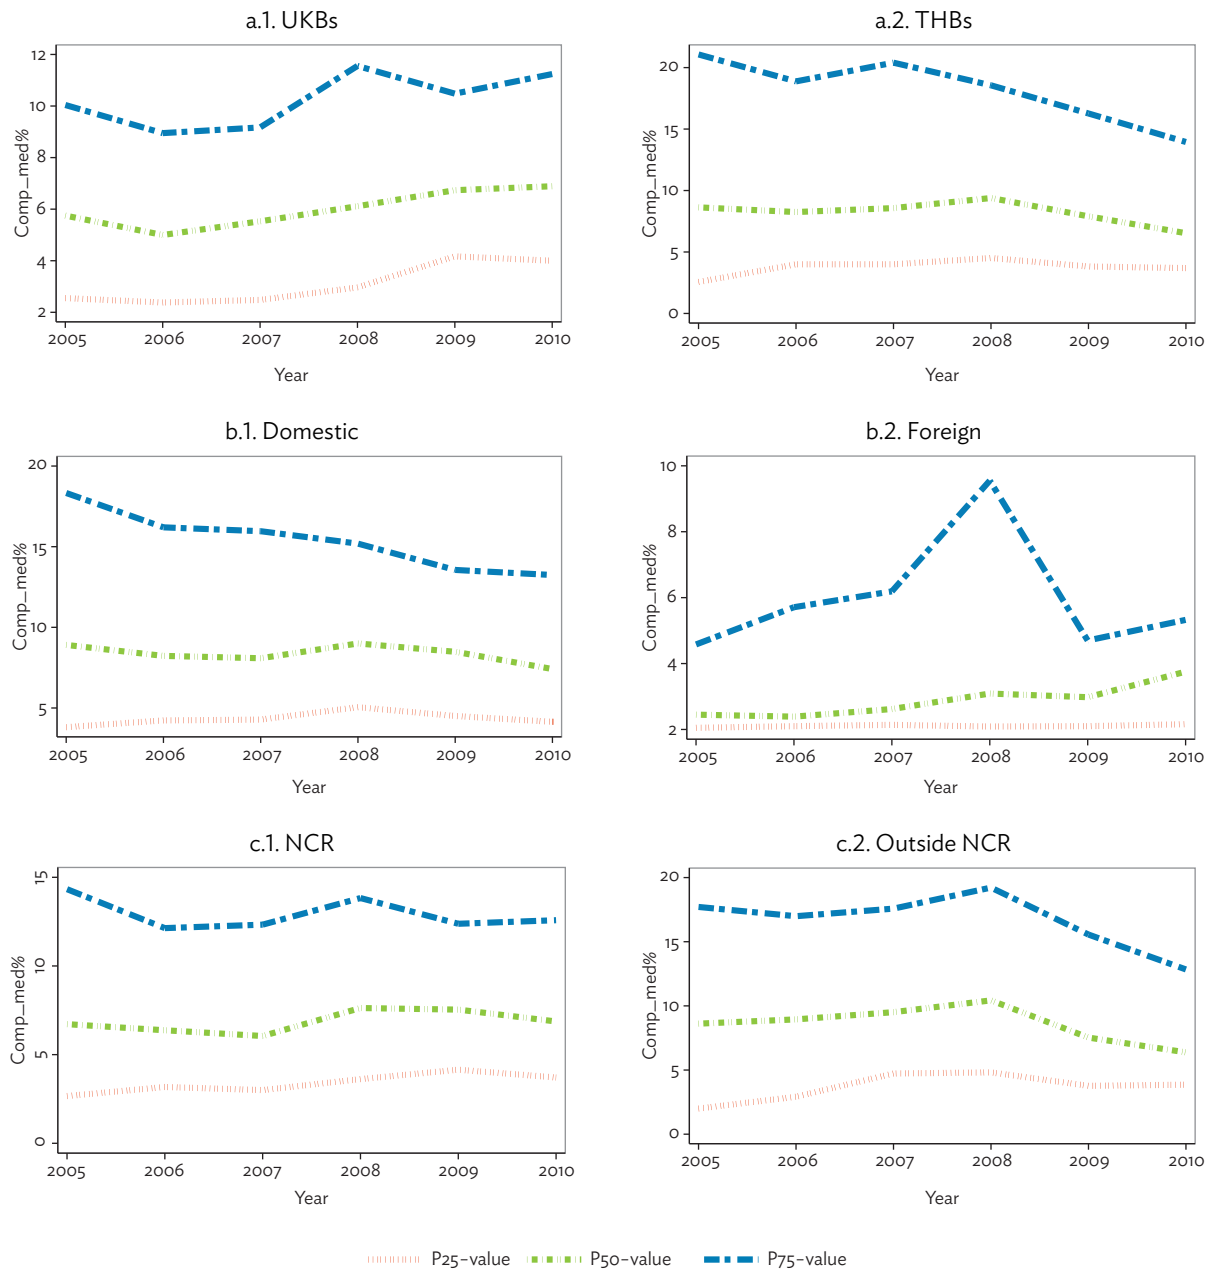 a.1. UKBs
Comp_med%
12
10
8
6
4
2
2005 2006 2007 2008 2009 2010
Year
a.2. THBs
Comp_med%
20
15
10
5
0
2005 2006 2007 2008 2009 2010
Year
b.1. Domestic
Comp_med%
20
15
10
5
2005 2006 2007 2008 2009 2010
Year
b.2. Foreign
Comp_med%
10
8
6
4
2
2005 2006 2007 2008 2009 2010
Year
c.1. NCR
Comp_med%
15
10
5
0
2005 2006 2007 2008 2009 2010
Year
c.2. Outside NCR
Comp_med%
20
15
10
5
0
2005 2006 2007 2008 2009 2010
Year
P25-value P50-value P75-value